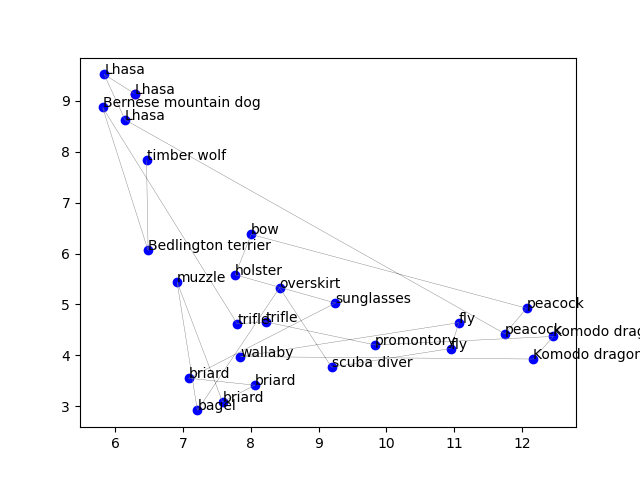 Lhasa
Lhasa
Bernese mountain dog
Lhasa
timber wolf
bow
Bedlington terrier
holster
muzzle
overskirt
sunglasses
peacock
trifle
trifle
fly
peacock
Komodo drag
promontory
fly
wallaby
Komodo dragon
scuba diver
briard
briard
briard
bagel
9
8
7
6
5
4
3
6 7 8 9 10 11 12